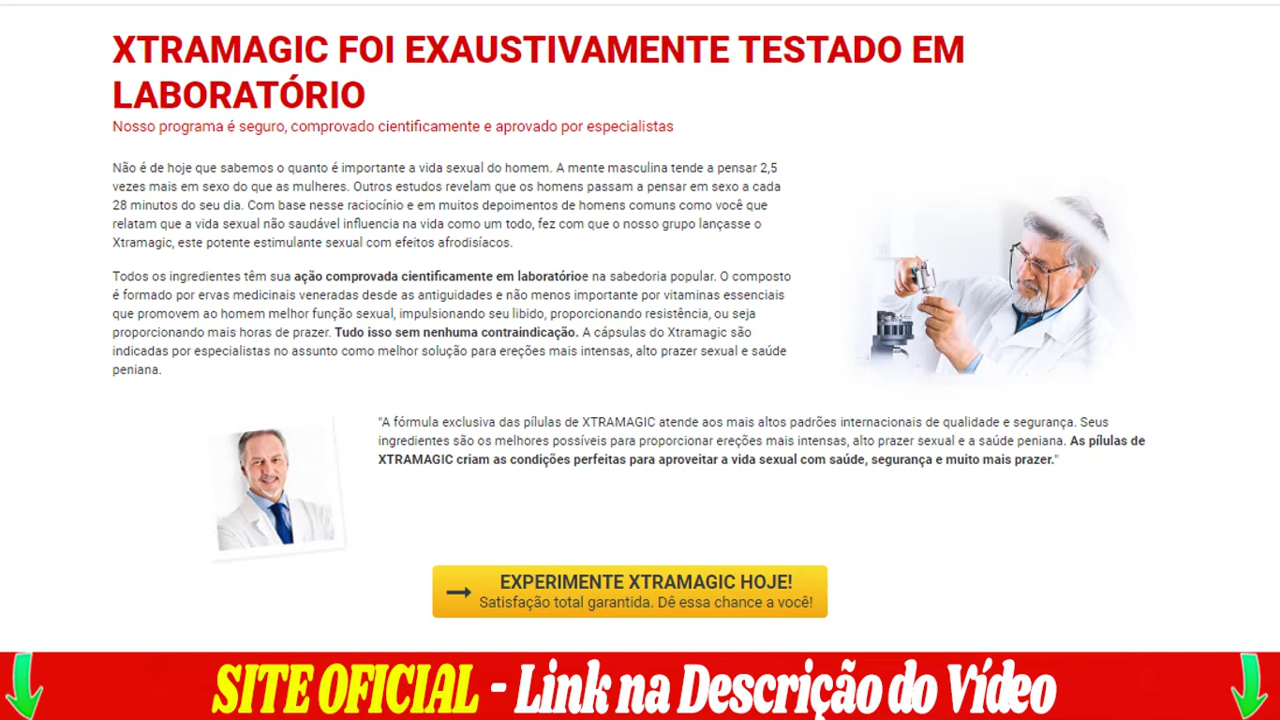 XTRAMAGIC FOI EXAUSTIVAMENTE TESTADO EM
LABORATÓRIO
Nosso programa é seguro, comprovado cientificamente e aprovado por especialistas
Não é de hoje que sabemos o quanto é importante a vida sexual do homem. A mente masculina tende a pensar 2,5
vezes mais em sexo do que as mulheres. Outros estudos revelam que os homens passam a pensar em sexo a cada
28 minutos do seu dia. Com base nesse raciocínio e em muitos depoimentos de homens comuns como você que
relatam que a vida sexual não saudável influencia na vida como um todo, fez com que o nosso grupo lançasse o
Xtramagic, este potente estimulante sexual com efeitos afrodisíacos.
Todos os ingredientes têm sua ação comprovada cientificamente em laboratórioe na sabedoria popular. O composto
é formado por ervas medicinais veneradas desde as antiguidades e não menos importante por vitaminas essenciais
que promovem ao homem melhor função sexual, impulsionando seu libido, proporcionando resistência, ou seja
proporcionando mais horas de prazer. Tudo isso sem nenhuma contraindicação. A cápsulas do Xtramagic são
indicadas por especialistas no assunto como melhor solução para ereções mais intensas, alto prazer sexual e saúde
peniana.
"A fórmula exclusiva das pílulas de XTRAMAGIC atende aos mais altos padrões internacionais de qualidade e segurança. Seus
ingredientes são os melhores possíveis para proporcionar ereções mais intensas, alto prazer sexual e a saúde peniana. As pílulas de
XTRAMAGIC criam as condições perfeitas para aproveitar a vida sexual com saúde, segurança e muito mais prazer."
EXPERIMENTE XTRAMAGIC HOJE!
Satisfação total garantida. Dê essa chance a você!
SITE OFICIAL - Link na Descrição do Vídeo